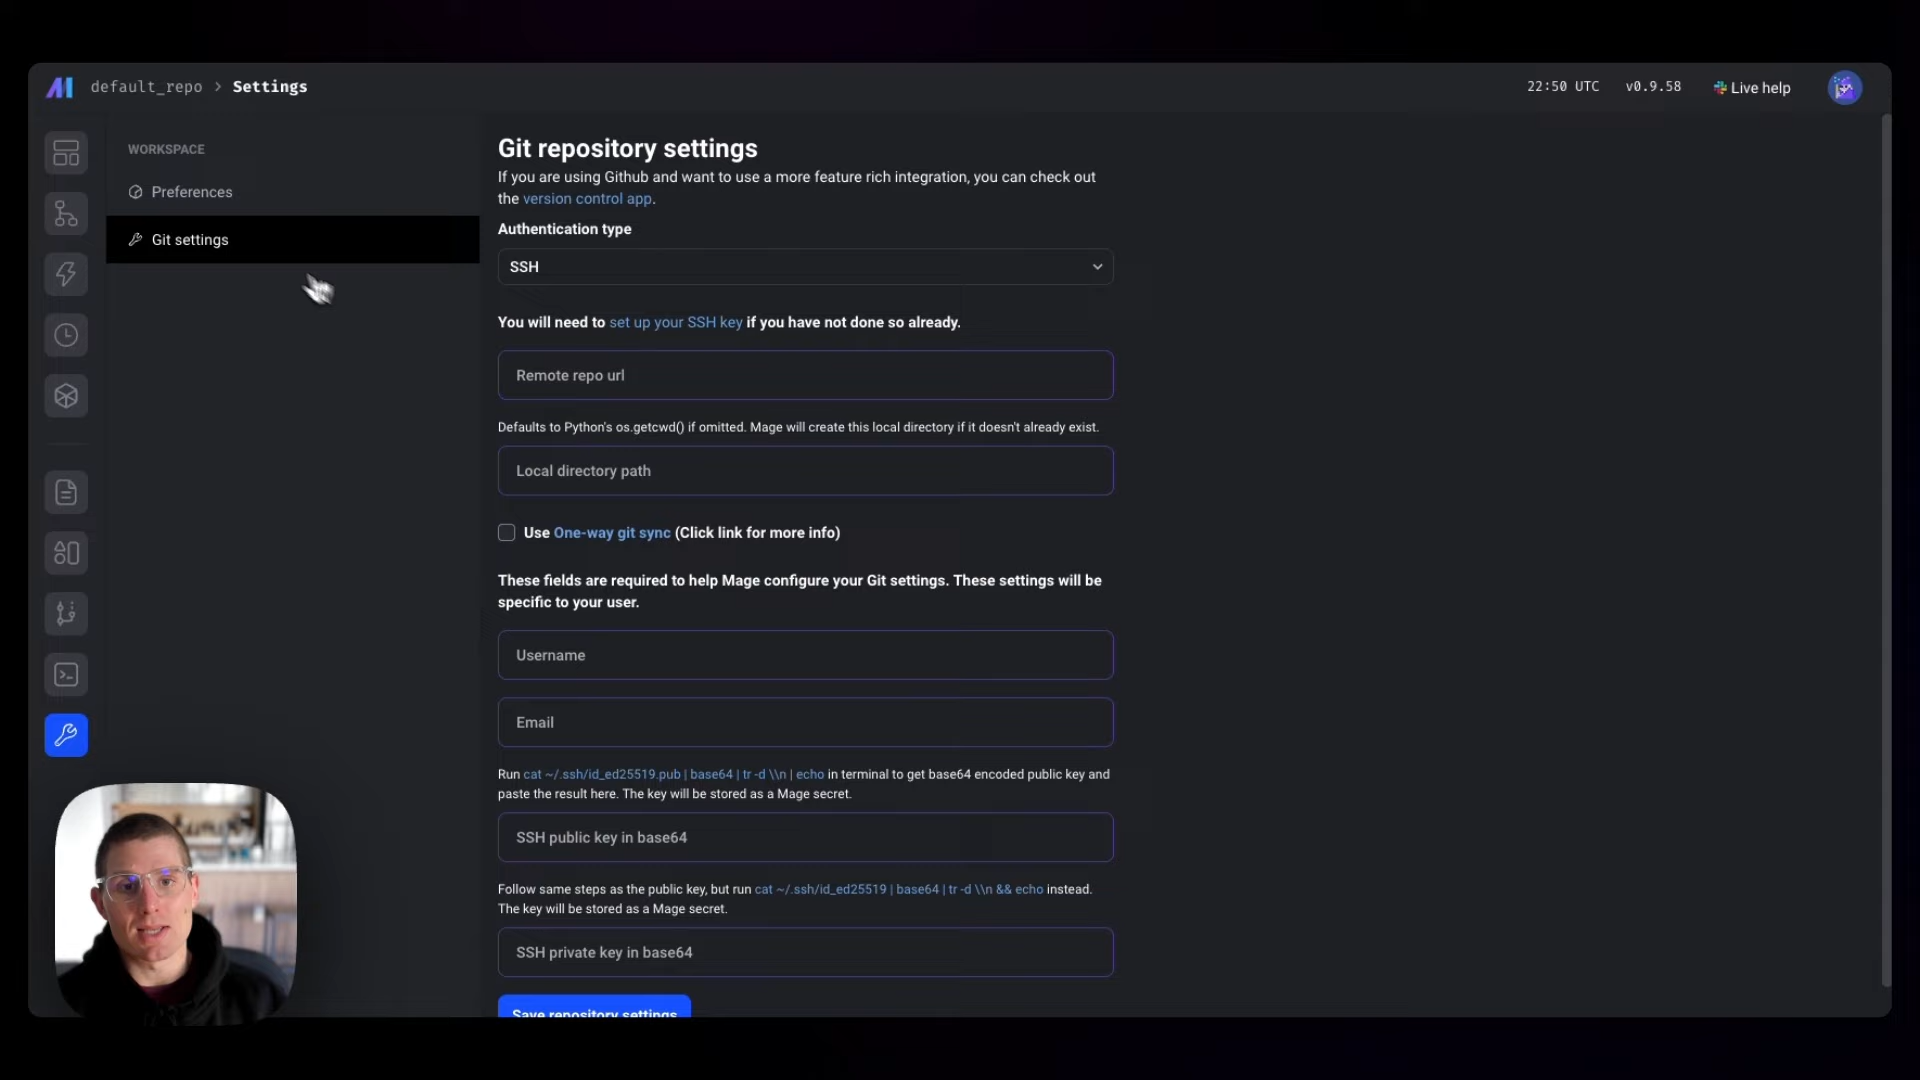 default_repo > Settings
22:50 UTC
v0.9.58
Live help
WORKSPACE
Preferences
Git settings
Git repository settings
If you are using Github and want to use a more feature rich integration, you can check out
the version control app.
Authentication type
SSH
You will need to set up your SSH key if you have not done so already.
Remote repo url
Defaults to Python's os.getcwd() if omitted. Mage will create this local directory if it doesn't already exist.
Local directory path
Use One-way git sync (Click link for more info)
These fields are required to help Mage configure your Git settings. These settings will be
specific to your user.
Username
Email
Run cat ~/.ssh/id_ed25519.pub | base64 | tr -d \\n | echo in terminal to get base64 encoded public key and
paste the result here. The key will be stored as a Mage secret.
SSH public key in base64
Follow same steps as the public key, but run cat ~/.ssh/id_ed25519 | base64 | tr -d \\n && echo instead.
The key will be stored as a Mage secret.
SSH private key in base64
Save repository settings